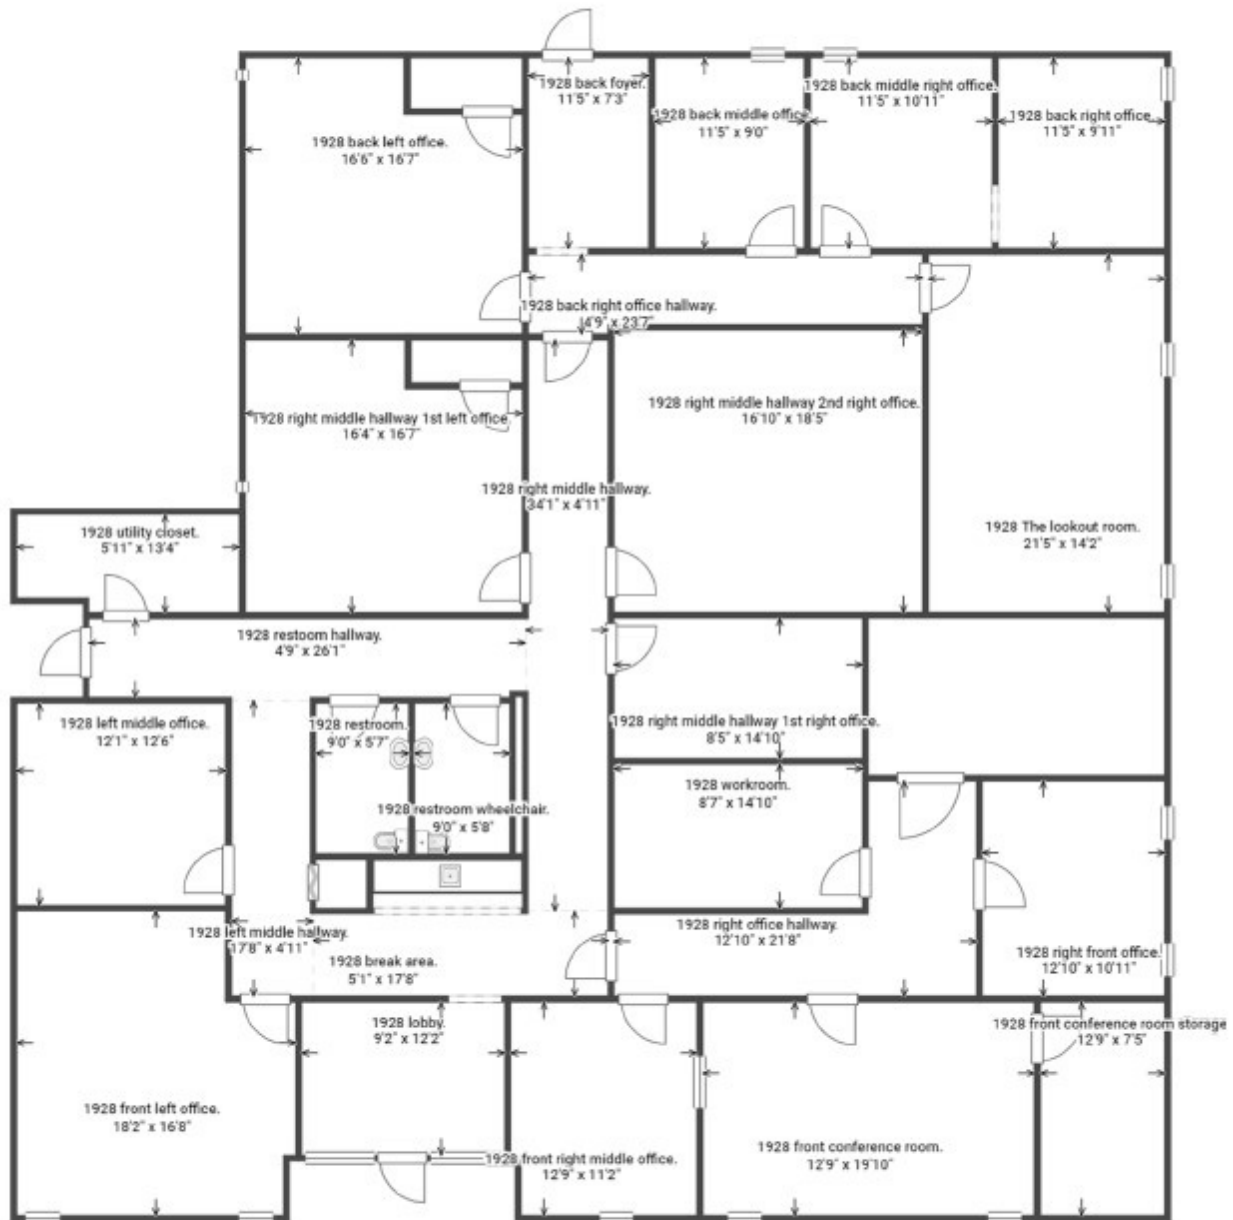 1928 back foyer.
11'5" x 7'3"
1928 back middle office.
11'5" x 9'0"
1928 back middle right office.
11'5" x 10'11"
1928 back right office.
11'5" x 9'11"
1928 back left office.
16'6" x 16'7"
1928 back right office hallway.
4'9" x 23'7"
1928 right middle hallway 1st left office.
16'4" x 16'7"
1928 right middle hallway 2nd right office.
16'10" x 18'5"
1928 right middle hallway.
34'1" x 4'11"
1928 The lookout room.
21'5" x 14'2"
1928 utility closet.
5'11" x 13'4"
1928 restoom hallway.
4'9" x 26'1"
1928 left middle office.
12'1" x 12'6"
1928 restroom.
9'0" x 5'7"
1928 right middle hallway 1st right office.
8'5" x 14'10"
1928 workroom.
8'7" x 14'10"
1928 restroom wheelchair.
9'0" x 5'8"
1928 left middle hallway.
17'8" x 4'11"
1928 right office hallway.
12'10" x 21'8"
1928 break area.
5'1" x 17'8"
1928 right front office.
12'10" x 10'11"
1928 lobby.
9'2" x 12'2"
1928 front conference room storage
12'9" x 7'5"
1928 front left office.
18'2" x 16'8"
1928 front right middle office.
12'9" x 11'2"
1928 front conference room.
12'9" x 19'10"